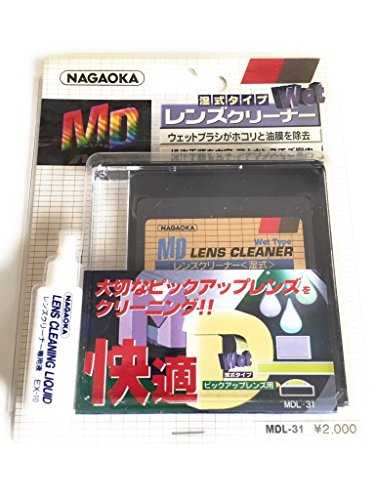 NAGAOKA
湿式タイプ
Wet
MD
レンズクリーナー
ウェットブラシがホコリと油膜を除去
NAGAOKA
Wet Type
MD LENS CLEANER
レンズクリーナー<湿式>
大切なピックアップレンズを
クリーニング!!
NAGAOKA
LENS CLEANING LIQUID
レンズクリーナー専用液
EX-10
MD
快適
Wet
湿式タイプ
ピックアップレンズ用
MDL-31
MDL-31 ¥2,000